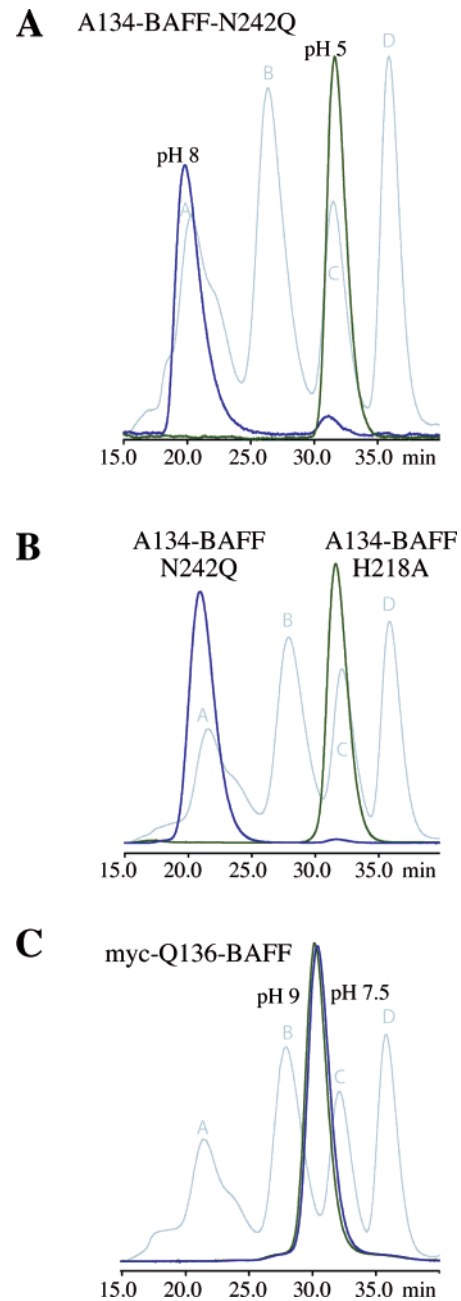 A
A134-BAFF-N242Q
pH 5
D
B
pH 8
A
C
15.0 20.0 25.0 30.0 35.0 min
B
A134-BAFF N242Q
A134-BAFF H218A
D
B
A
C
15.0 20.0 25.0 30.0 35.0 min
C
myc-Q136-BAFF
pH 9
pH 7.5
D
B
C
A
15.0 20.0 25.0 30.0 35.0 min